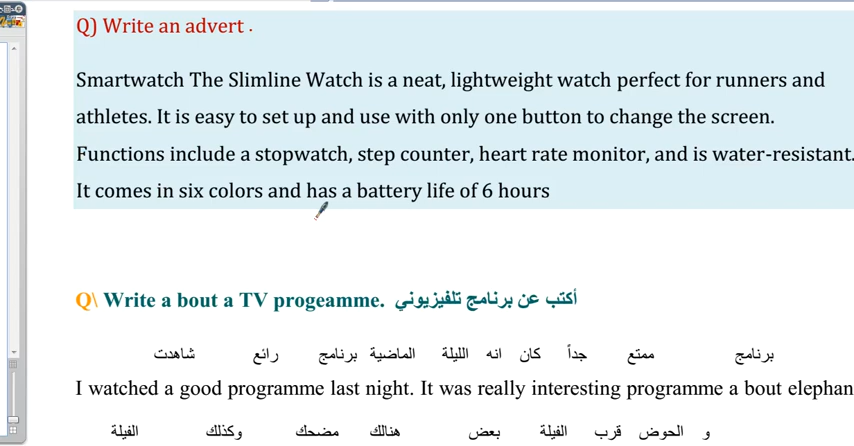 Q) Write an advert .
Smartwatch The Slimline Watch is a neat, lightweight watch perfect for runners and
athletes. It is easy to set up and use with only one button to change the screen.
Functions include a stopwatch, step counter, heart rate monitor, and is water-resistant.
It comes in six colors and has a battery life of 6 hours
Q\ Write a bout a TV progeamme. أكتب عن برنامج تلفيزيوني
شاهدت رائع برنامج الماضية الليلة انه كان جداً ممتع برنامج
I watched a good programme last night. It was really interesting programme a bout elephan
الفيلة وكذلك مضحك هنالك بعض الفيلة قرب الحوض و